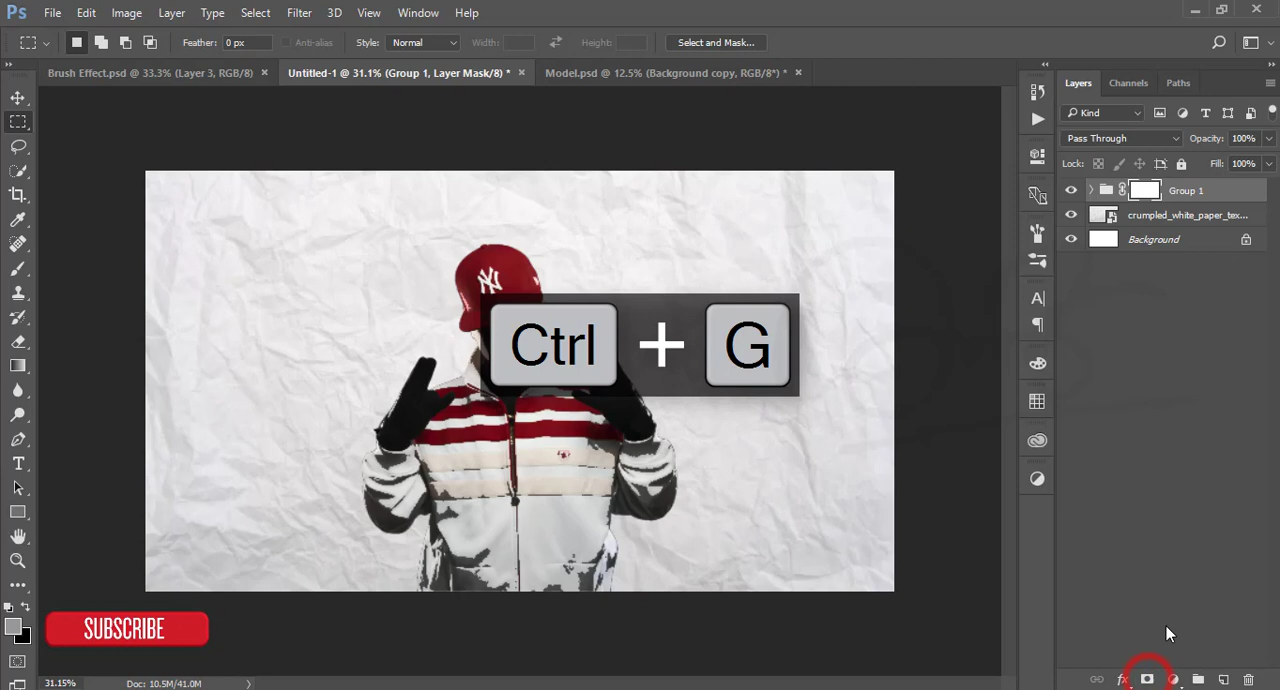 Ps File Edit Image Layer Type Select Filter 3D View Window Help
Feather: 0 px Anti-alias Style: Normal Width: Height: Select and Mask...
Brush Effect.psd @ 33.3% (Layer 3, RGB/8) × Untitled-1 @ 31.1% (Group 1, Layer Mask/8) * × Model.psd @ 12.5% (Background copy, RGB/8*) * ×
Layers Channels Paths
Kind
Pass Through Opacity: 100%
Lock: Fill: 100%
Group 1
crumpled_white_paper_tex...
Background
NY
Ctrl + G
SUBSCRIBE
31.15% Doc: 10.5M/41.0M